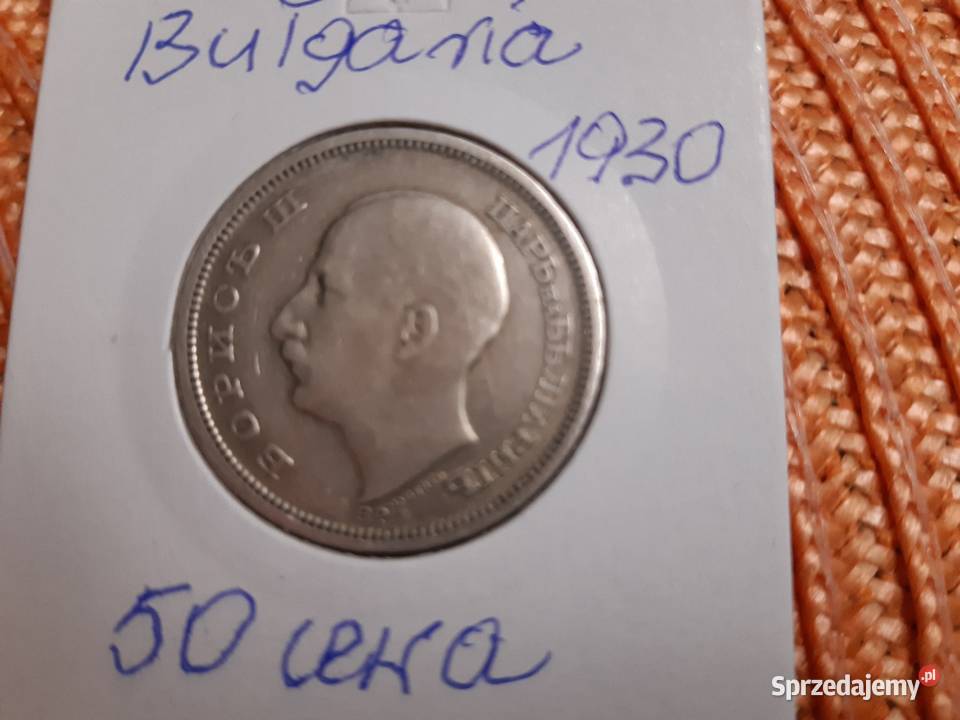 Bulgaria
1930
БОРИСЪ III
ЦАРЬ НА БЪЛГАРИТѢ
50 лева
Sprzedajemy.pl